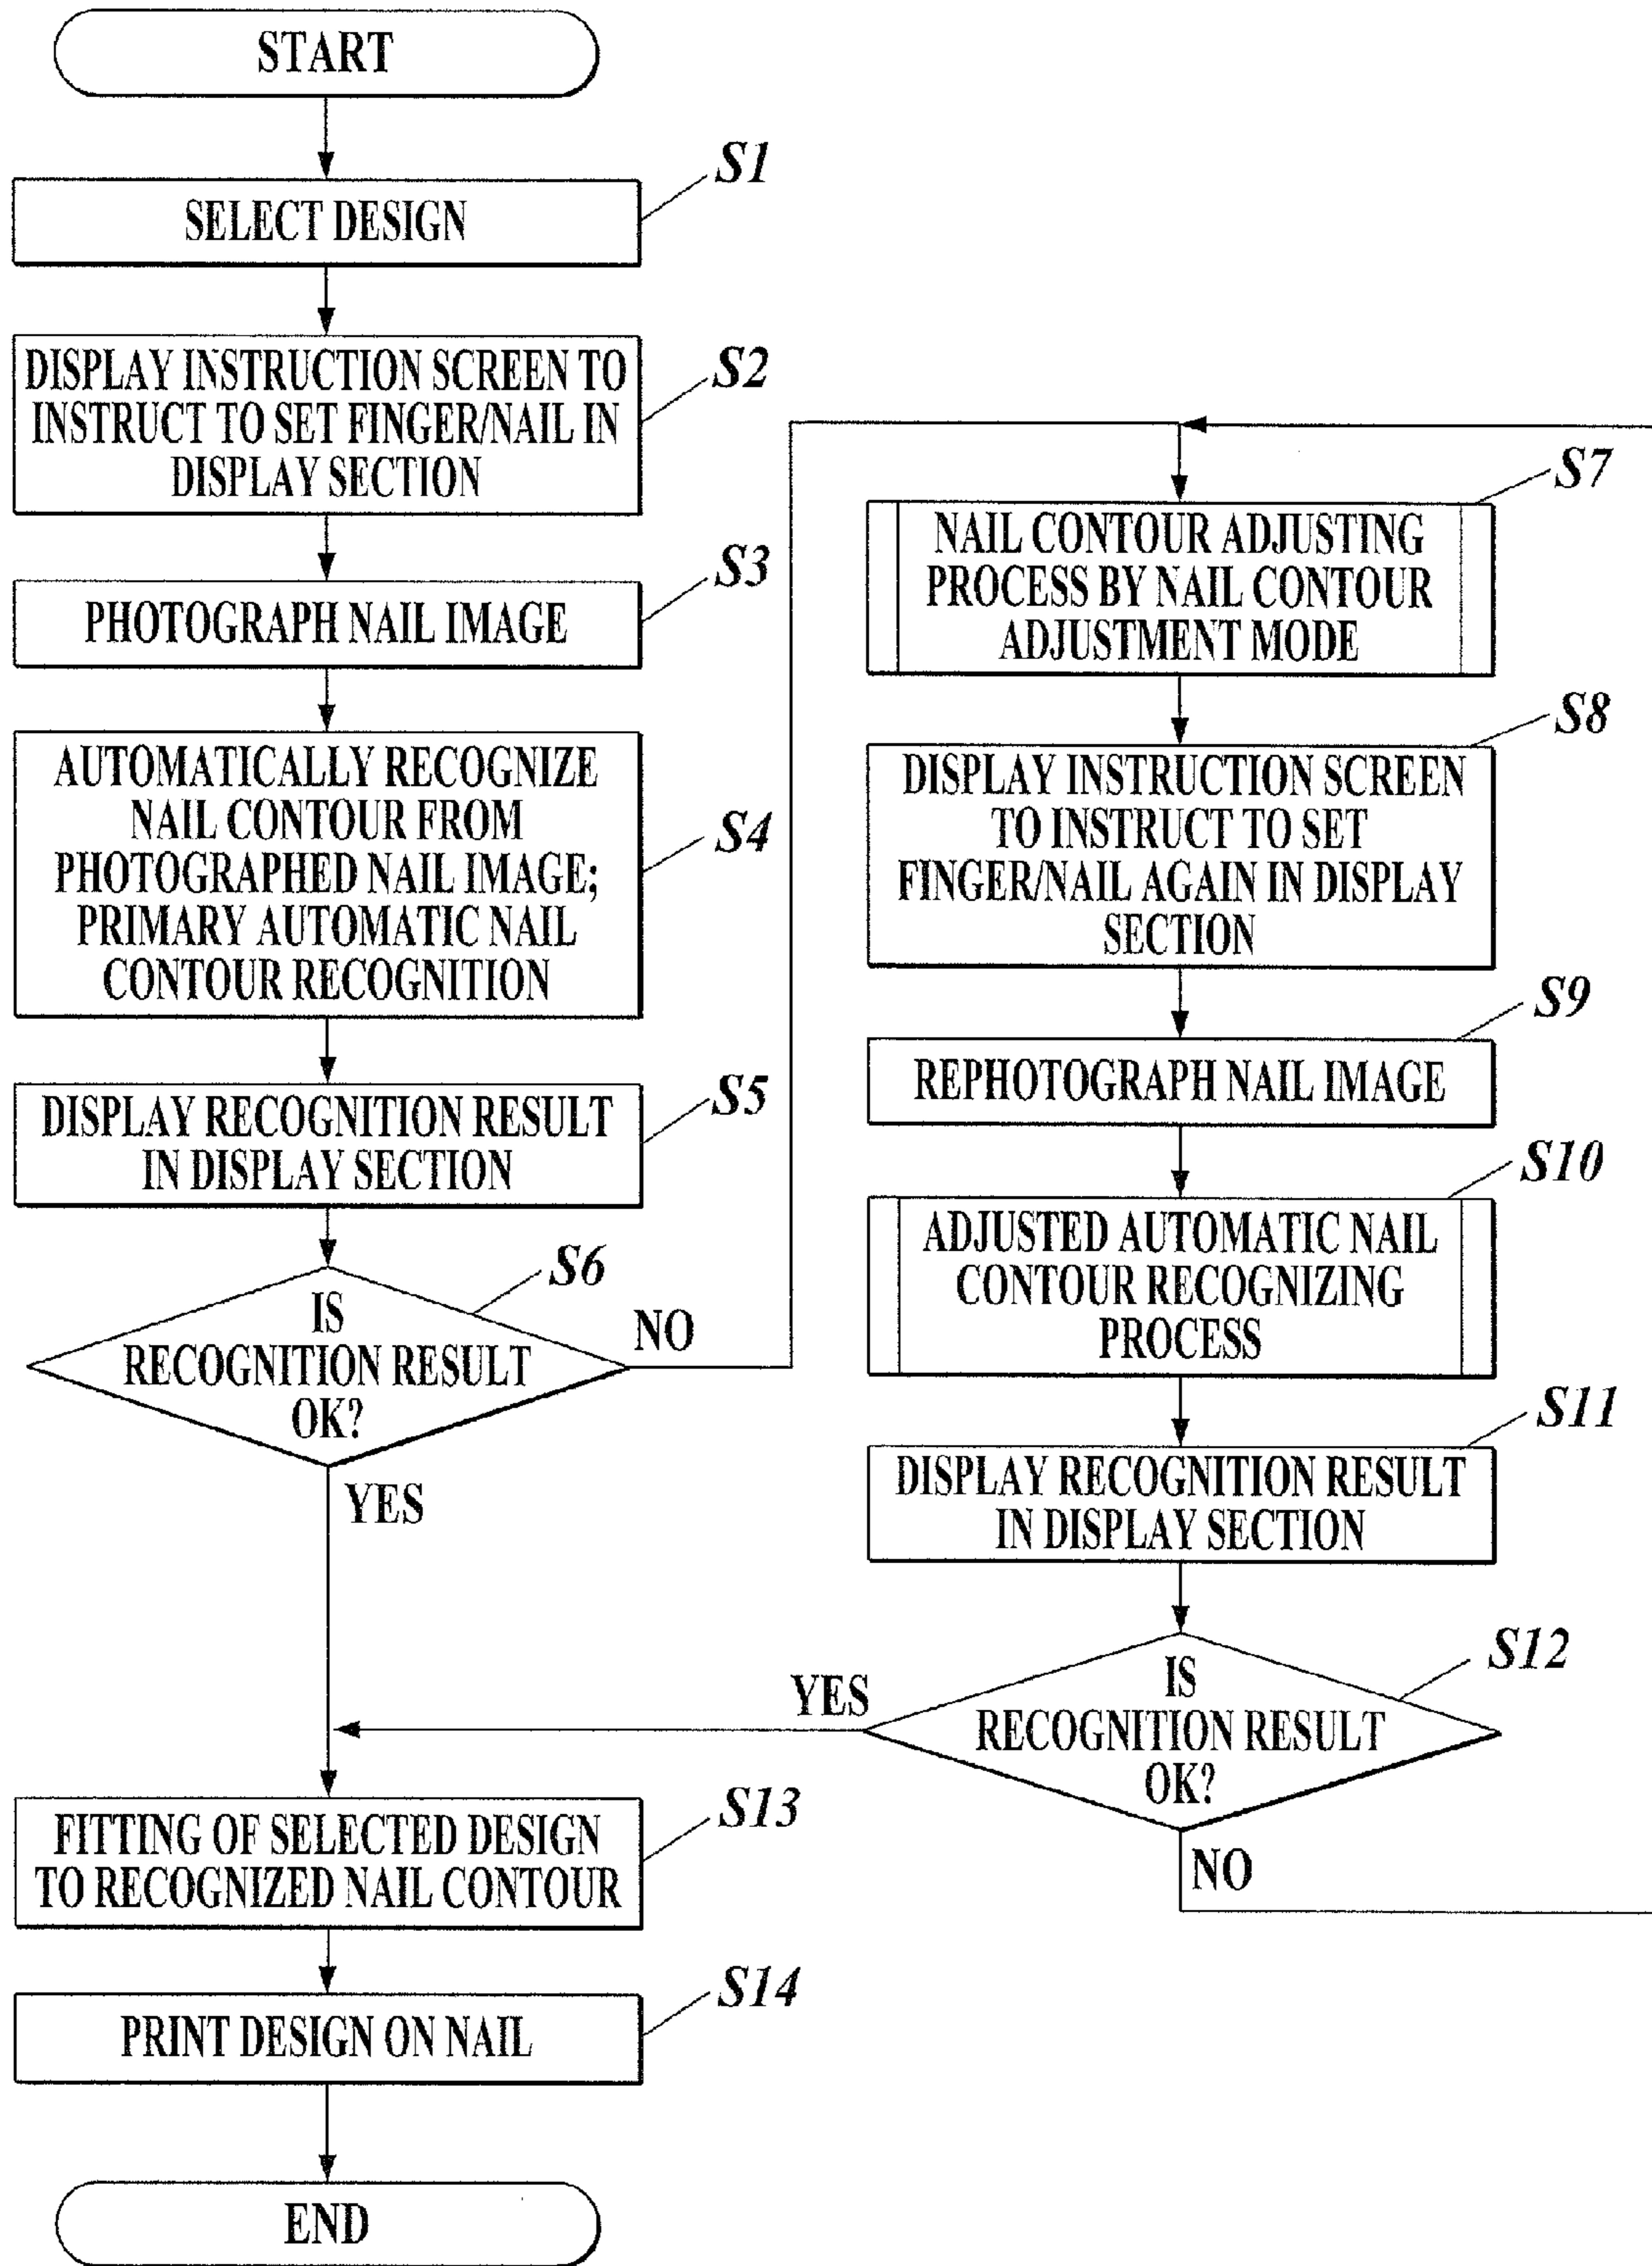 START
S1
SELECT DESIGN
S2
DISPLAY INSTRUCTION SCREEN TO
INSTRUCT TO SET FINGER/NAIL IN
DISPLAY SECTION
S3
PHOTOGRAPH NAIL IMAGE
S4
AUTOMATICALLY RECOGNIZE
NAIL CONTOUR FROM
PHOTOGRAPHED NAIL IMAGE;
PRIMARY AUTOMATIC NAIL
CONTOUR RECOGNITION
S5
DISPLAY RECOGNITION RESULT
IN DISPLAY SECTION
S6
IS
RECOGNITION RESULT
OK?
NO
YES
S7
NAIL CONTOUR ADJUSTING
PROCESS BY NAIL CONTOUR
ADJUSTMENT MODE
S8
DISPLAY INSTRUCTION SCREEN
TO INSTRUCT TO SET
FINGER/NAIL AGAIN IN DISPLAY
SECTION
S9
REPHOTOGRAPH NAIL IMAGE
S10
ADJUSTED AUTOMATIC NAIL
CONTOUR RECOGNIZING
PROCESS
S11
DISPLAY RECOGNITION RESULT
IN DISPLAY SECTION
S12
IS
RECOGNITION RESULT
OK?
YES
NO
S13
FITTING OF SELECTED DESIGN
TO RECOGNIZED NAIL CONTOUR
S14
PRINT DESIGN ON NAIL
END